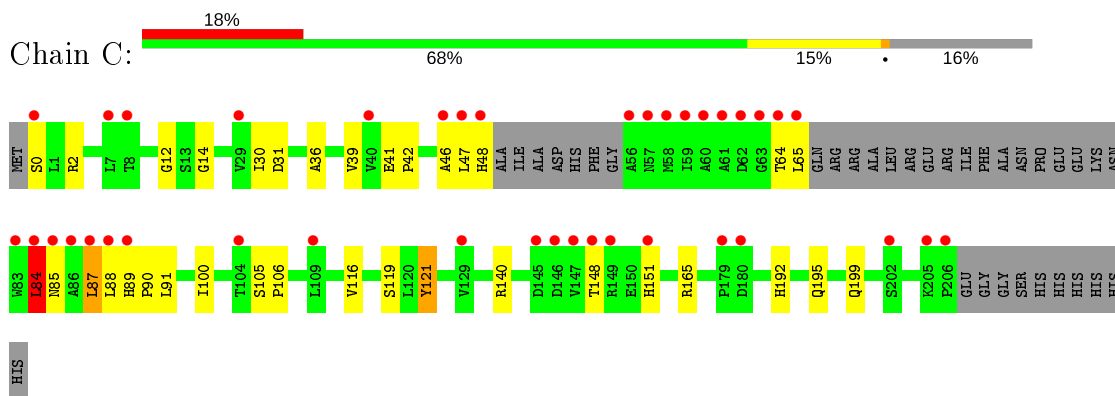 18%
Chain C:
68% 15% • 16%
MET S0 L1 R2 L7 T8 G12 S13 G14 V29 I30 D31 A36 V39 V40 E41 P42 A46 L47 H48 ALA ILE ALA ASP HIS PHE GLY A56 N57 M58 I59 A60 A61 D62 G63 T64 L65 GLN ARG ARG ALA LEU ARG GLU ARG ILE PHE ALA ASN PRO GLU GLU LYS ASN
W83 L84 N85 A86 L87 L88 H89 P90 L91 I100 T104 S105 P106 L109 V116 S119 L120 Y121 V129 R140 D145 D146 V147 T148 R149 E150 H151 R165 P179 D180 H192 Q195 Q199 S202 K205 P206 GLU GLY GLY SER HIS HIS HIS HIS HIS
HIS